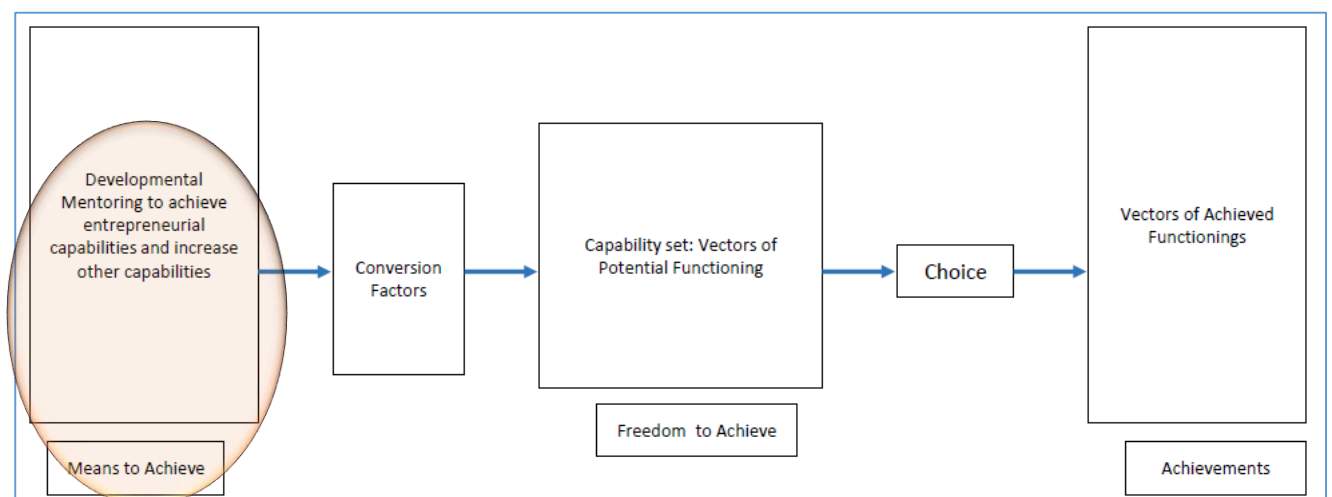 Developmental
Mentoring to achieve
entrepreneurial
capabilities and increase
other capabilities
Means to Achieve
Conversion
Factors
Capability set: Vectors of
Potential Functioning
Freedom to Achieve
Choice
Vectors of Achieved
Functionings
Achievements